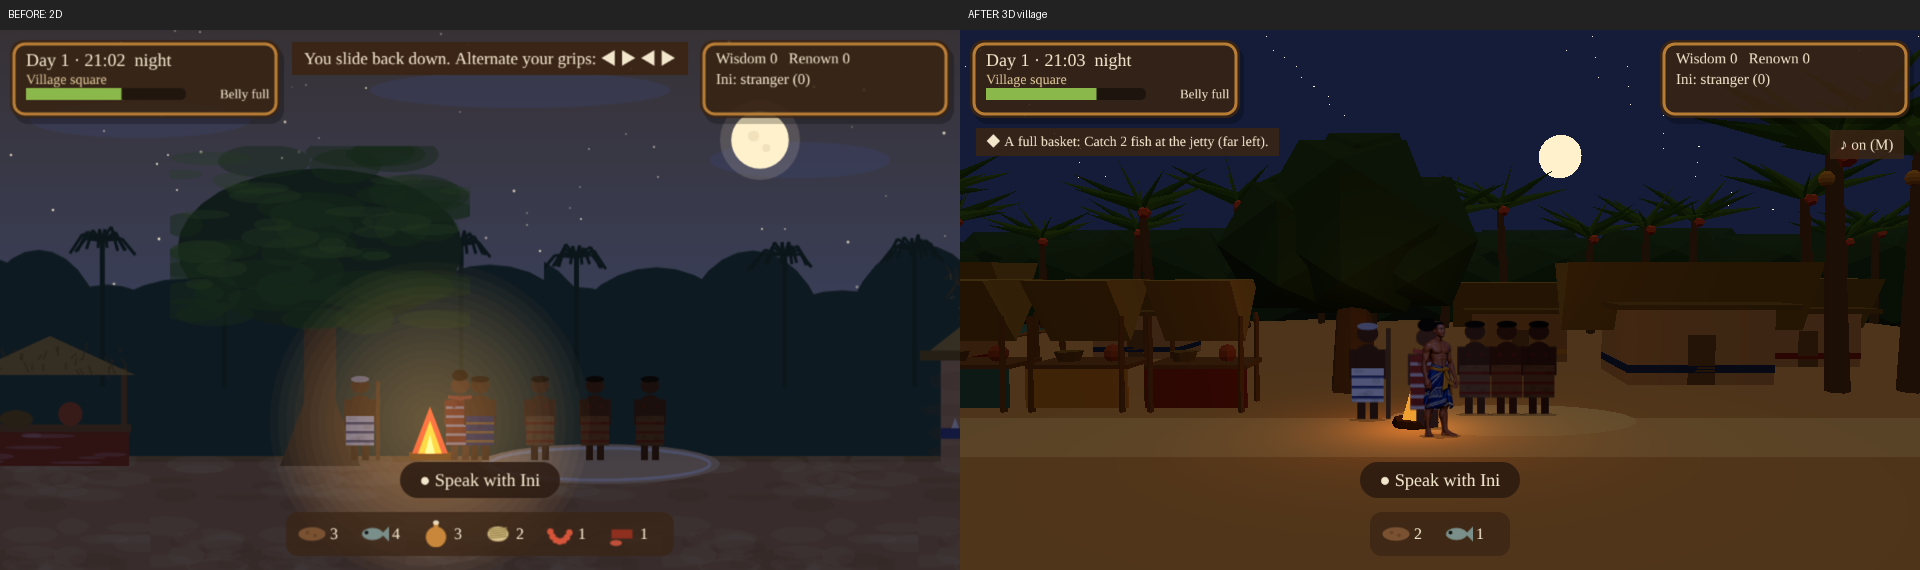 BEFORE: 2D
Day 1 · 21:02 night
Village square
Belly full
You slide back down. Alternate your grips: ◀ ▶ ◀ ▶
Wisdom 0 Renown 0
Ini: stranger (0)
● Speak with Ini
3 4 3 2 1 1
AFTER: 3D village
Day 1 · 21:03 night
Village square
Belly full
Wisdom 0 Renown 0
Ini: stranger (0)
◆ A full basket: Catch 2 fish at the jetty (far left).
♪ on (M)
● Speak with Ini
2 1